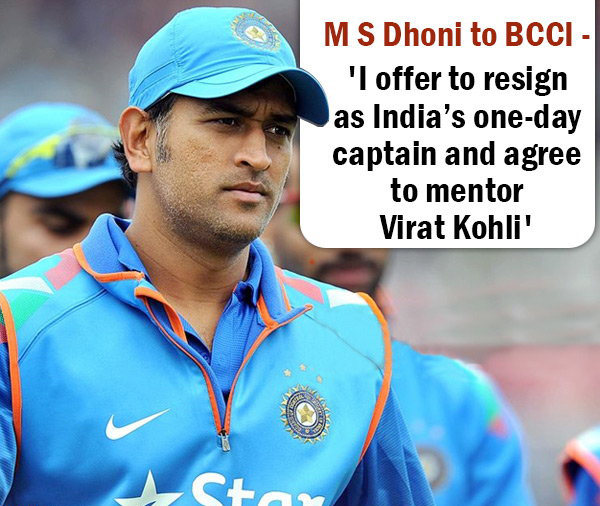 M S Dhoni to BCCI -
'I offer to resign
as India’s one-day
captain and agree
to mentor
Virat Kohli'
Star